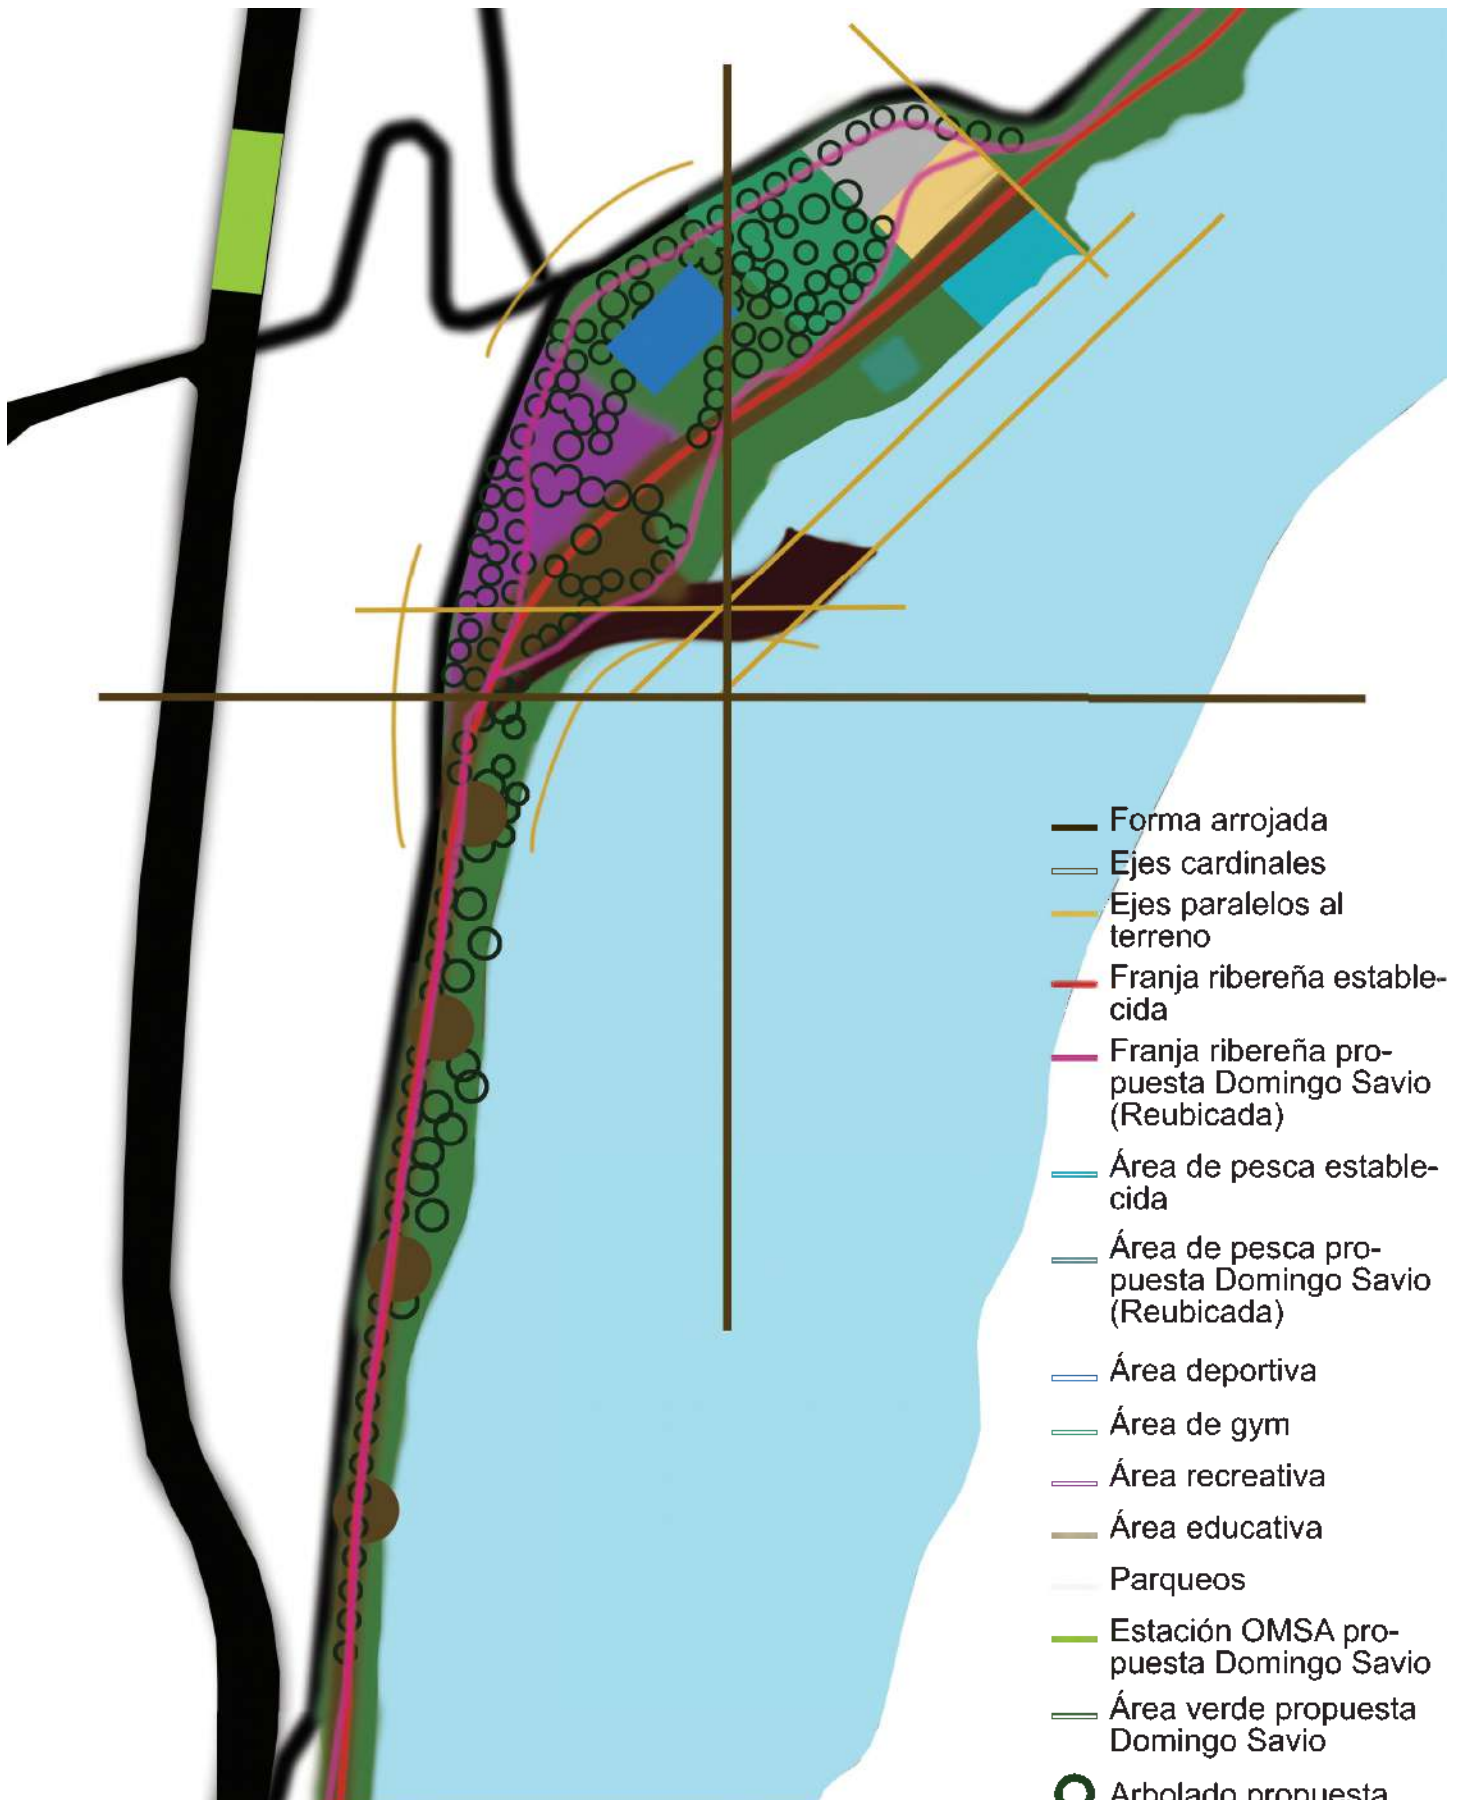 Forma arrojada
Ejes cardinales
Ejes paralelos al
terreno
Franja ribereña estable-
cida
Franja ribereña pro-
puesta Domingo Savio
(Reubicada)
Área de pesca estable-
cida
Área de pesca pro-
puesta Domingo Savio
(Reubicada)
Área deportiva
Área de gym
Área recreativa
Área educativa
Parqueos
Estación OMSA pro-
puesta Domingo Savio
Área verde propuesta
Domingo Savio
Arbolado propuesta